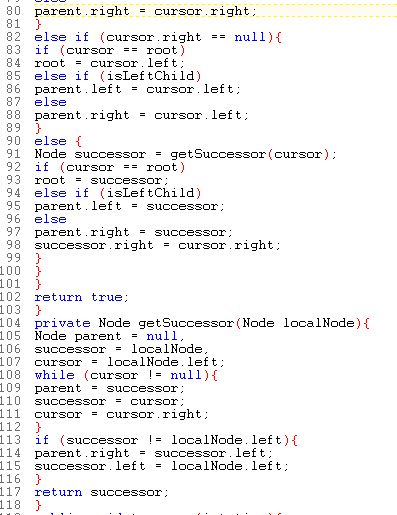 else
80 parent.right = cursor.right;
81 }
82 else if (cursor.right == null){
83 if (cursor == root)
84 root = cursor.left;
85 else if (isLeftChild)
86 parent.left = cursor.left;
87 else
88 parent.right = cursor.left;
89 }
90 else {
91 Node successor = getSuccessor(cursor);
92 if (cursor == root)
93 root = successor;
94 else if (isLeftChild)
95 parent.left = successor;
96 else
97 parent.right = successor;
98 successor.right = cursor.right;
99 }
100 }
101 }
102 return true;
103 }
104 private Node getSuccessor(Node localNode){
105 Node parent = null,
106 successor = localNode,
107 cursor = localNode.left;
108 while (cursor != null){
109 parent = successor;
110 successor = cursor;
111 cursor = cursor.right;
112 }
113 if (successor != localNode.left){
114 parent.right = successor.left;
115 successor.left = localNode.left;
116 }
117 return successor;
118 }